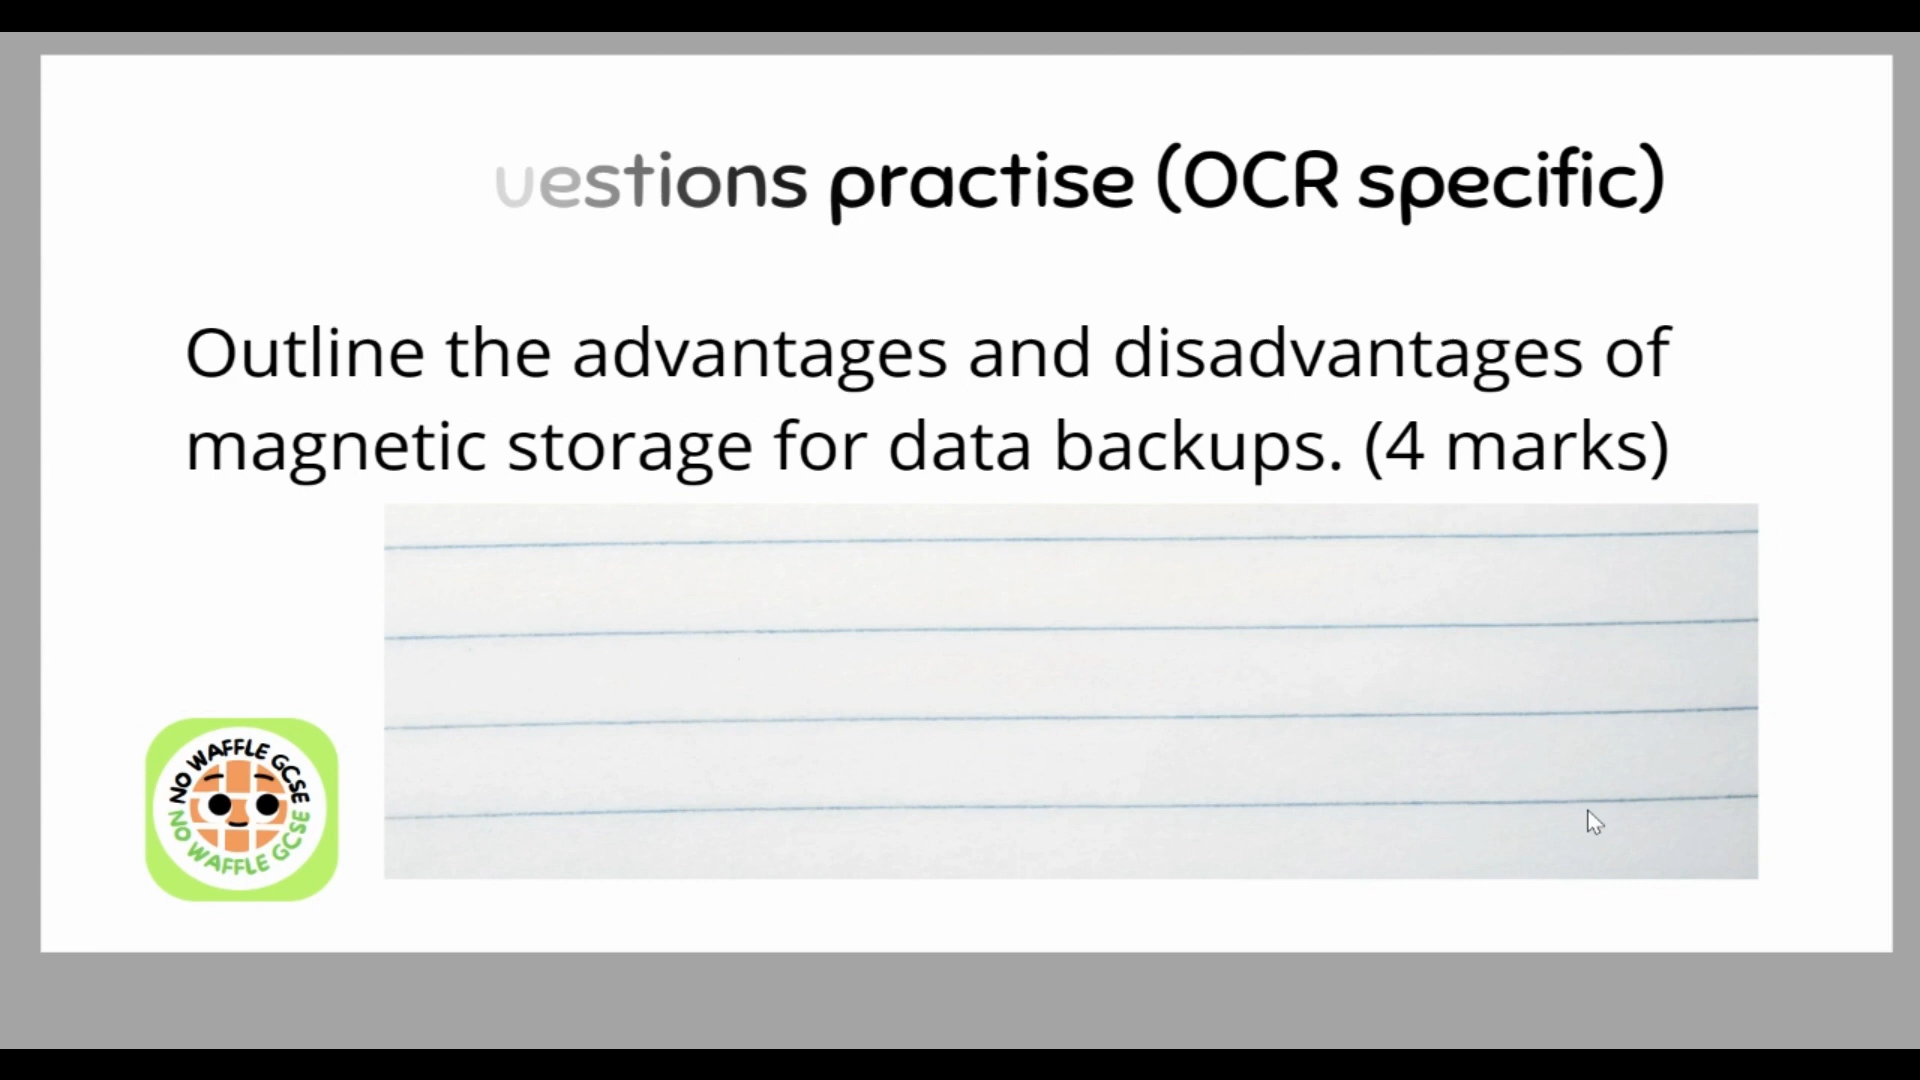 uestions practise (OCR specific)
Outline the advantages and disadvantages of
magnetic storage for data backups. (4 marks)
NO WAFFLE GCSE
NO WAFFLE GCSE